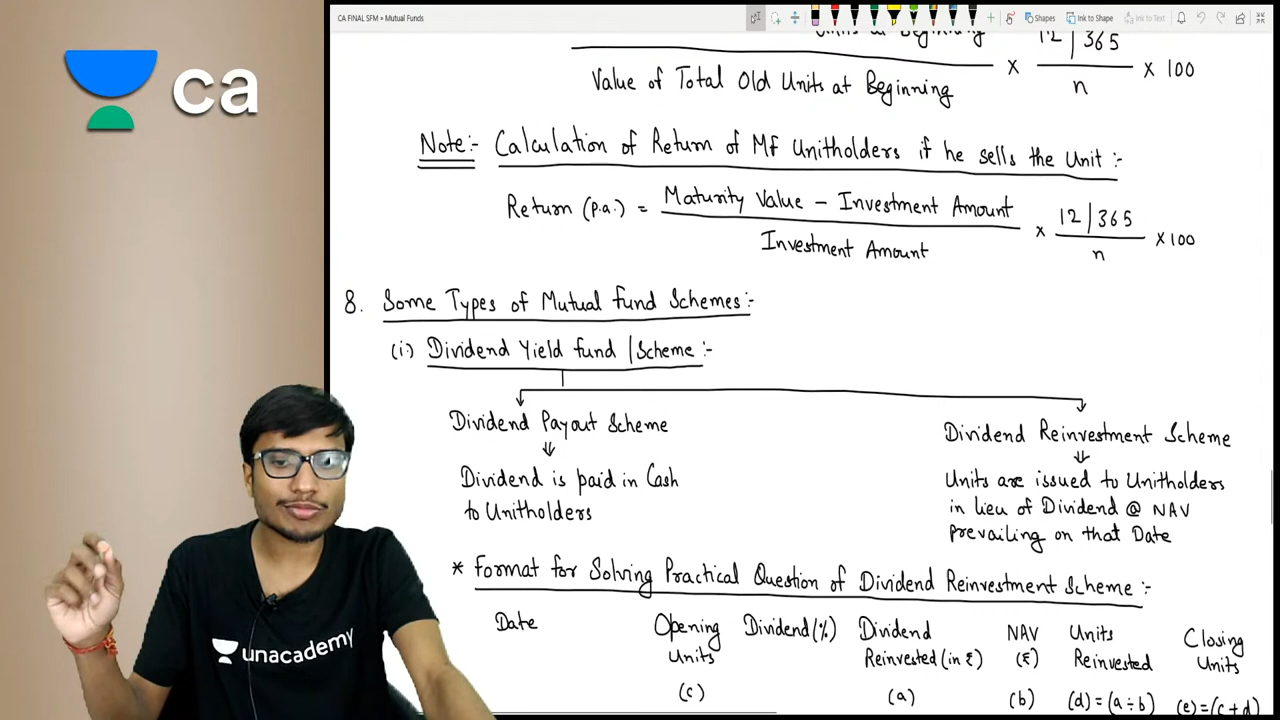 CA FINAL SFM » Mutual Funds
Shapes
Ink to Shape
Ink to Text
ca
Units at Beginning
12 | 365
Value of Total Old Units at Beginning
×
n
× 100
Note:- Calculation of Return of MF Unitholders if he sells the Unit :-
Return (p.a.) = Maturity Value - Investment Amount
Investment Amount
× 12 | 365
n
× 100
8. Some Types of Mutual fund Schemes :-
(i.) Dividend Yield fund | Scheme :-
Dividend Payout Scheme
Dividend is paid in Cash
to Unitholders
Dividend Reinvestment Scheme
Units are issued to Unitholders
in lieu of Dividend @ NAV
prevailing on that Date
* Format for Solving Practical Question of Dividend Reinvestment Scheme :-
Date
Opening
Units
(c)
Dividend (%)
Dividend
Reinvested (in ₹)
(a)
NAV
(₹)
(b)
Units
Reinvested
(d) = (a ÷ b)
Closing
Units
(e) = (c + d)
unacademy